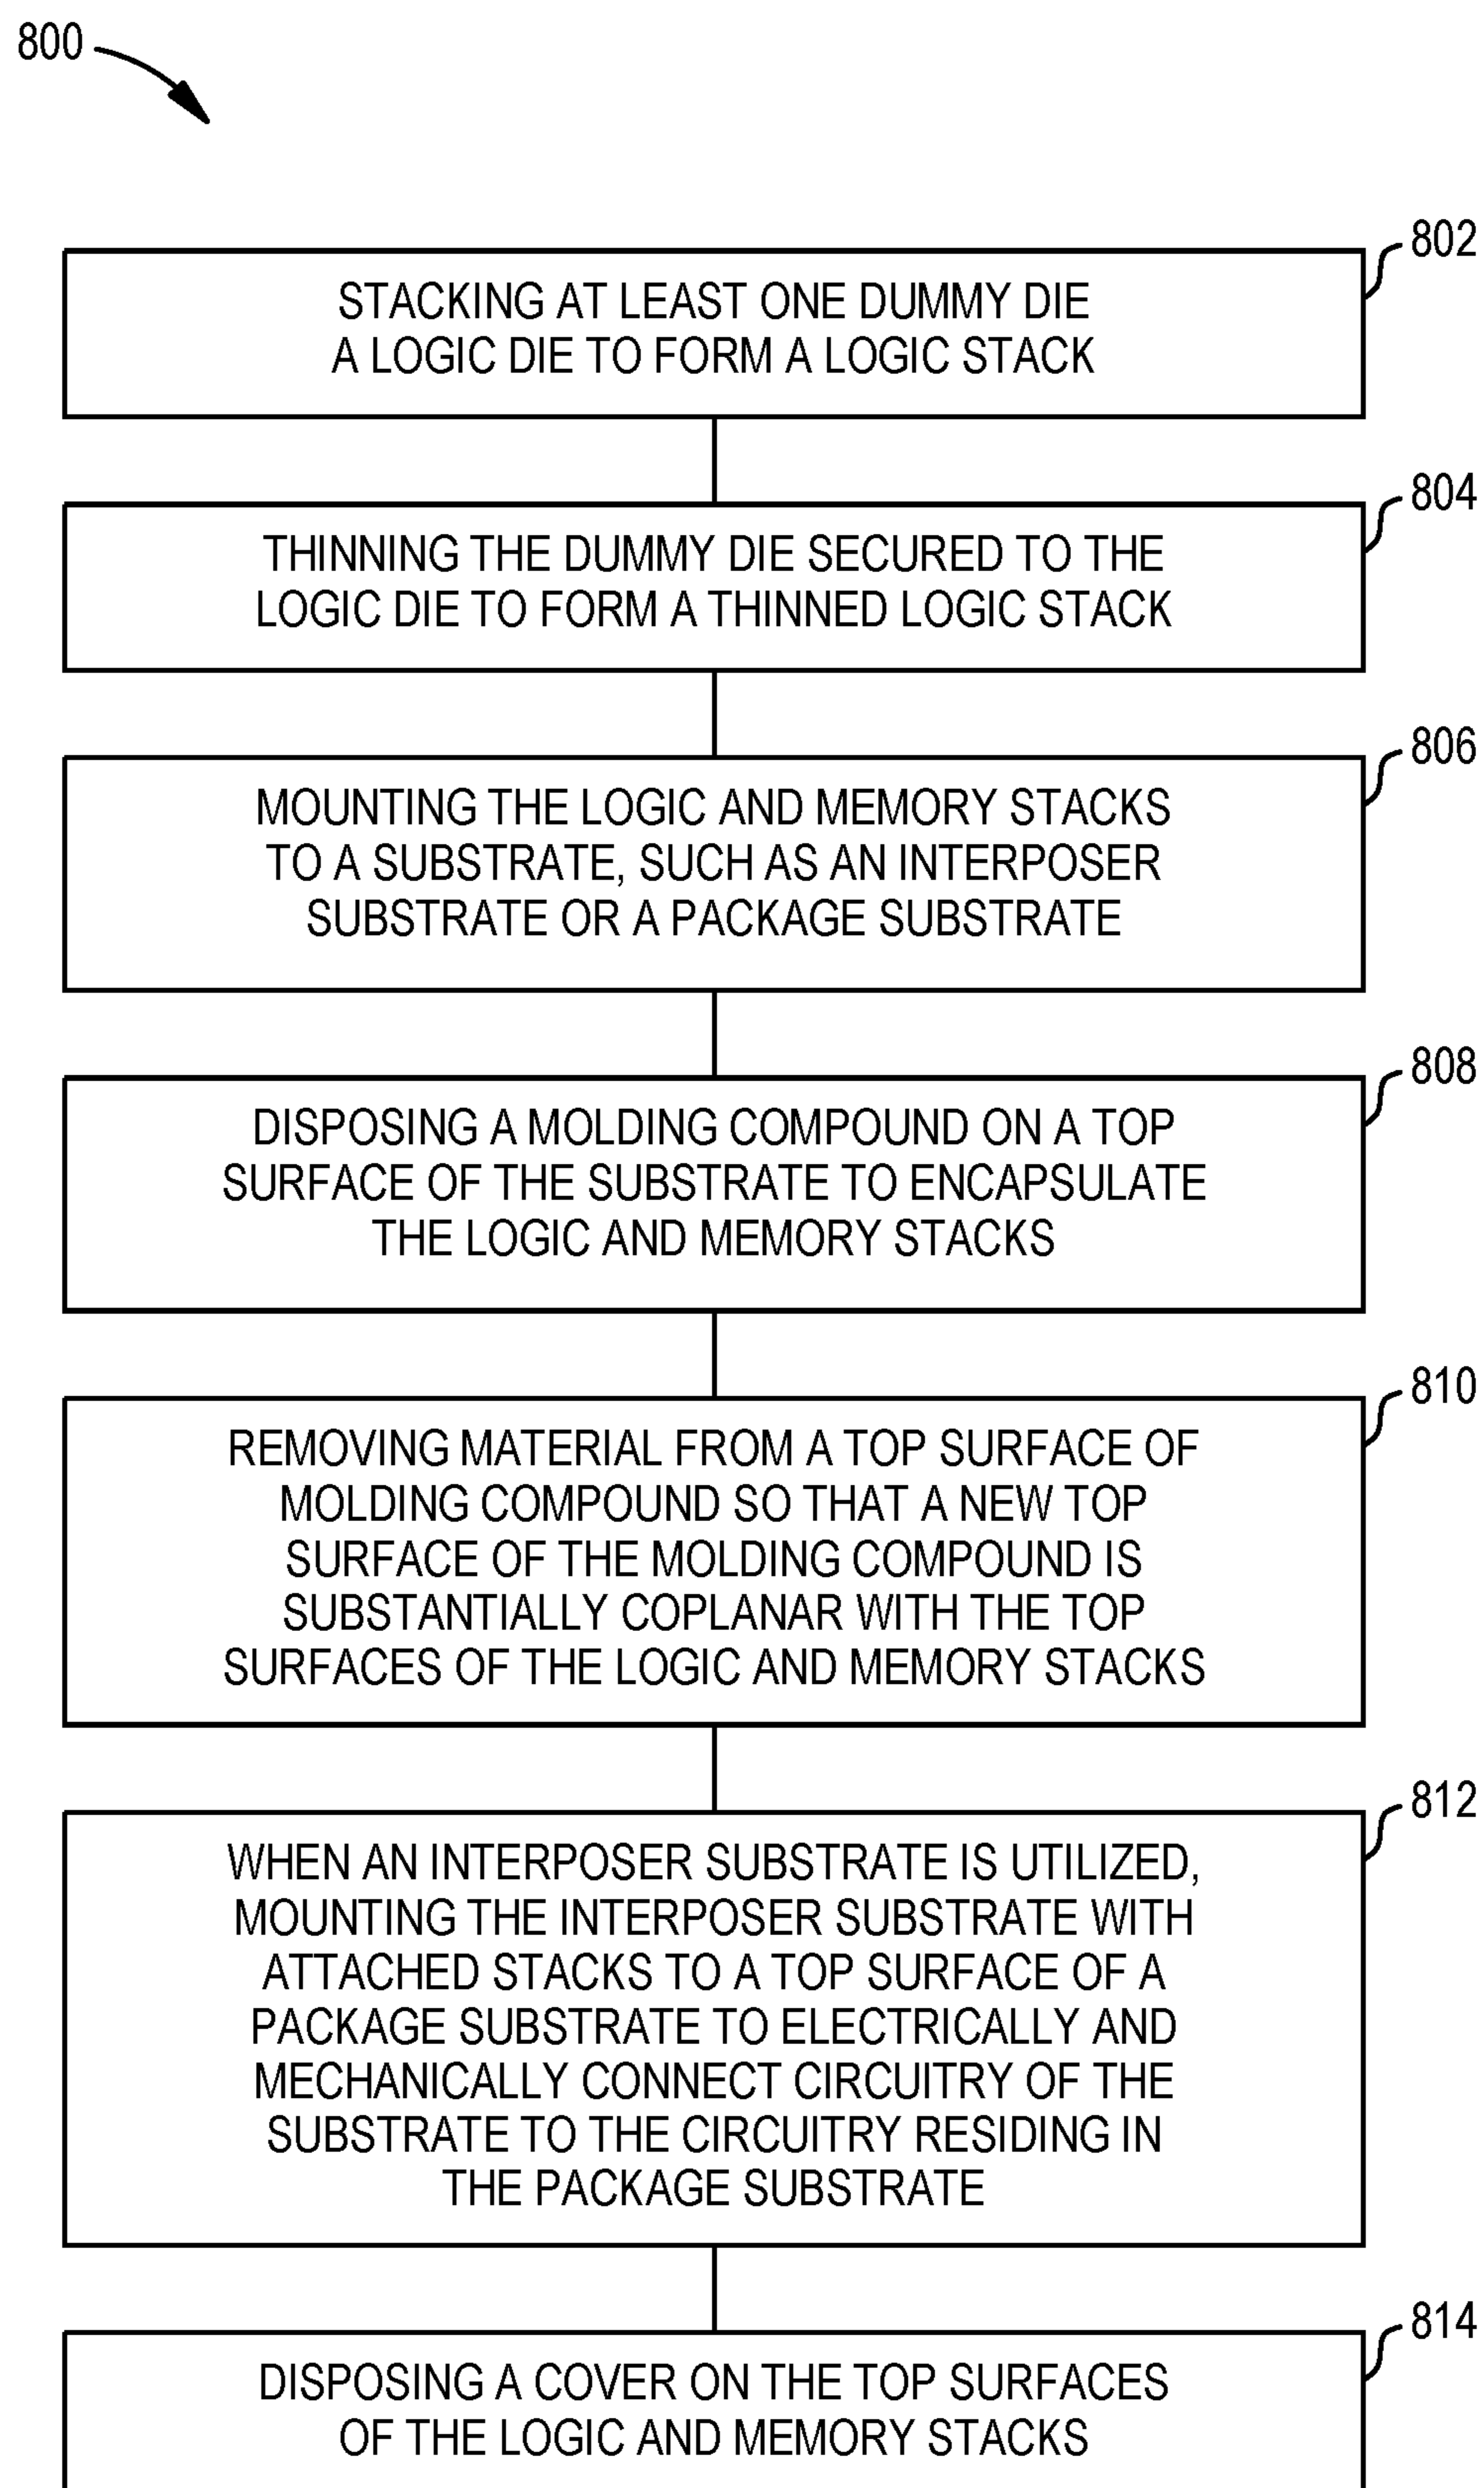 800
802
STACKING AT LEAST ONE DUMMY DIE
A LOGIC DIE TO FORM A LOGIC STACK
804
THINNING THE DUMMY DIE SECURED TO THE
LOGIC DIE TO FORM A THINNED LOGIC STACK
806
MOUNTING THE LOGIC AND MEMORY STACKS
TO A SUBSTRATE, SUCH AS AN INTERPOSER
SUBSTRATE OR A PACKAGE SUBSTRATE
808
DISPOSING A MOLDING COMPOUND ON A TOP
SURFACE OF THE SUBSTRATE TO ENCAPSULATE
THE LOGIC AND MEMORY STACKS
810
REMOVING MATERIAL FROM A TOP SURFACE OF
MOLDING COMPOUND SO THAT A NEW TOP
SURFACE OF THE MOLDING COMPOUND IS
SUBSTANTIALLY COPLANAR WITH THE TOP
SURFACES OF THE LOGIC AND MEMORY STACKS
812
WHEN AN INTERPOSER SUBSTRATE IS UTILIZED,
MOUNTING THE INTERPOSER SUBSTRATE WITH
ATTACHED STACKS TO A TOP SURFACE OF A
PACKAGE SUBSTRATE TO ELECTRICALLY AND
MECHANICALLY CONNECT CIRCUITRY OF THE
SUBSTRATE TO THE CIRCUITRY RESIDING IN
THE PACKAGE SUBSTRATE
814
DISPOSING A COVER ON THE TOP SURFACES
OF THE LOGIC AND MEMORY STACKS